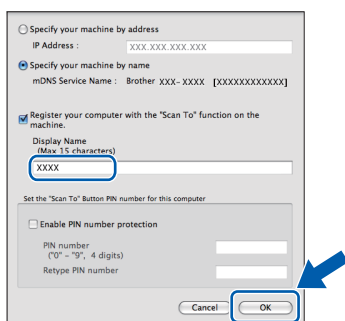 Specify your machine by address
IP Address : XXX.XXX.XXX.XXX
Specify your machine by name
mDNS Service Name : Brother XXX-XXXX [XXXXXXXXXXXX]
Register your computer with the "Scan To" function on the
machine.
Display Name
(Max 15 characters)
XXXX
Set the "Scan To" Button PIN number for this computer
Enable PIN number protection
PIN number
("0" - "9", 4 digits)
Retype PIN number
Cancel OK